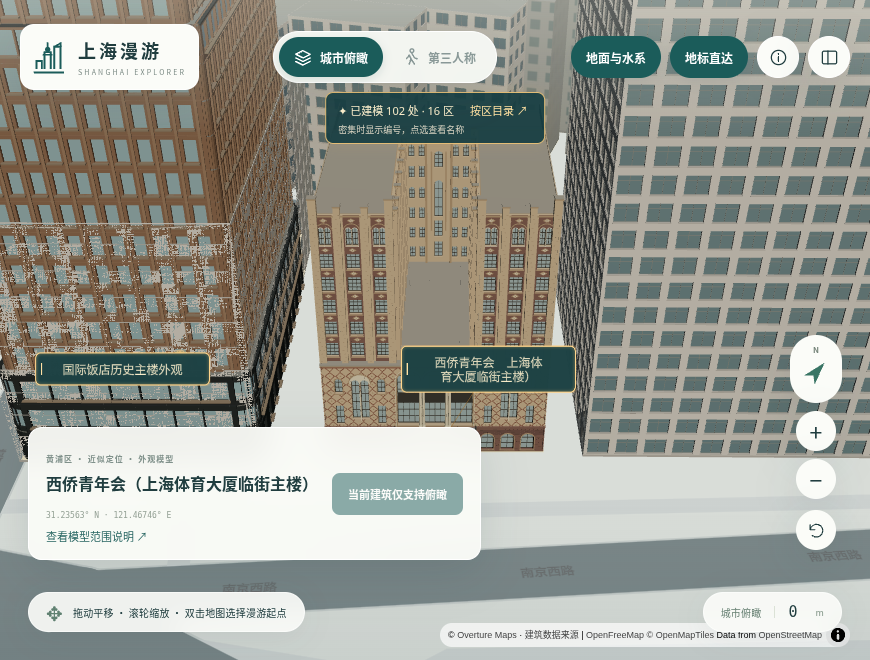 上海漫游
SHANGHAI EXPLORER
城市俯瞰
第三人称
地面与水系
地标直达
✦ 已建模 102 处 · 16 区 按区目录 ↗
密集时显示编号，点选查看名称
国际饭店历史主楼外观
西侨青年会 上海体
育大厦临街主楼）
黄浦区 · 近似定位 · 外观模型
西侨青年会（上海体育大厦临街主楼）
31.23563° N · 121.46746° E
查看模型范围说明 ↗
当前建筑仅支持俯瞰
N
+
−
南京西路
南京西路
南京西路
拖动平移 · 滚轮缩放 · 双击地图选择漫游起点
城市俯瞰 0 m
© Overture Maps · 建筑数据来源 | OpenFreeMap © OpenMapTiles Data from OpenStreetMap